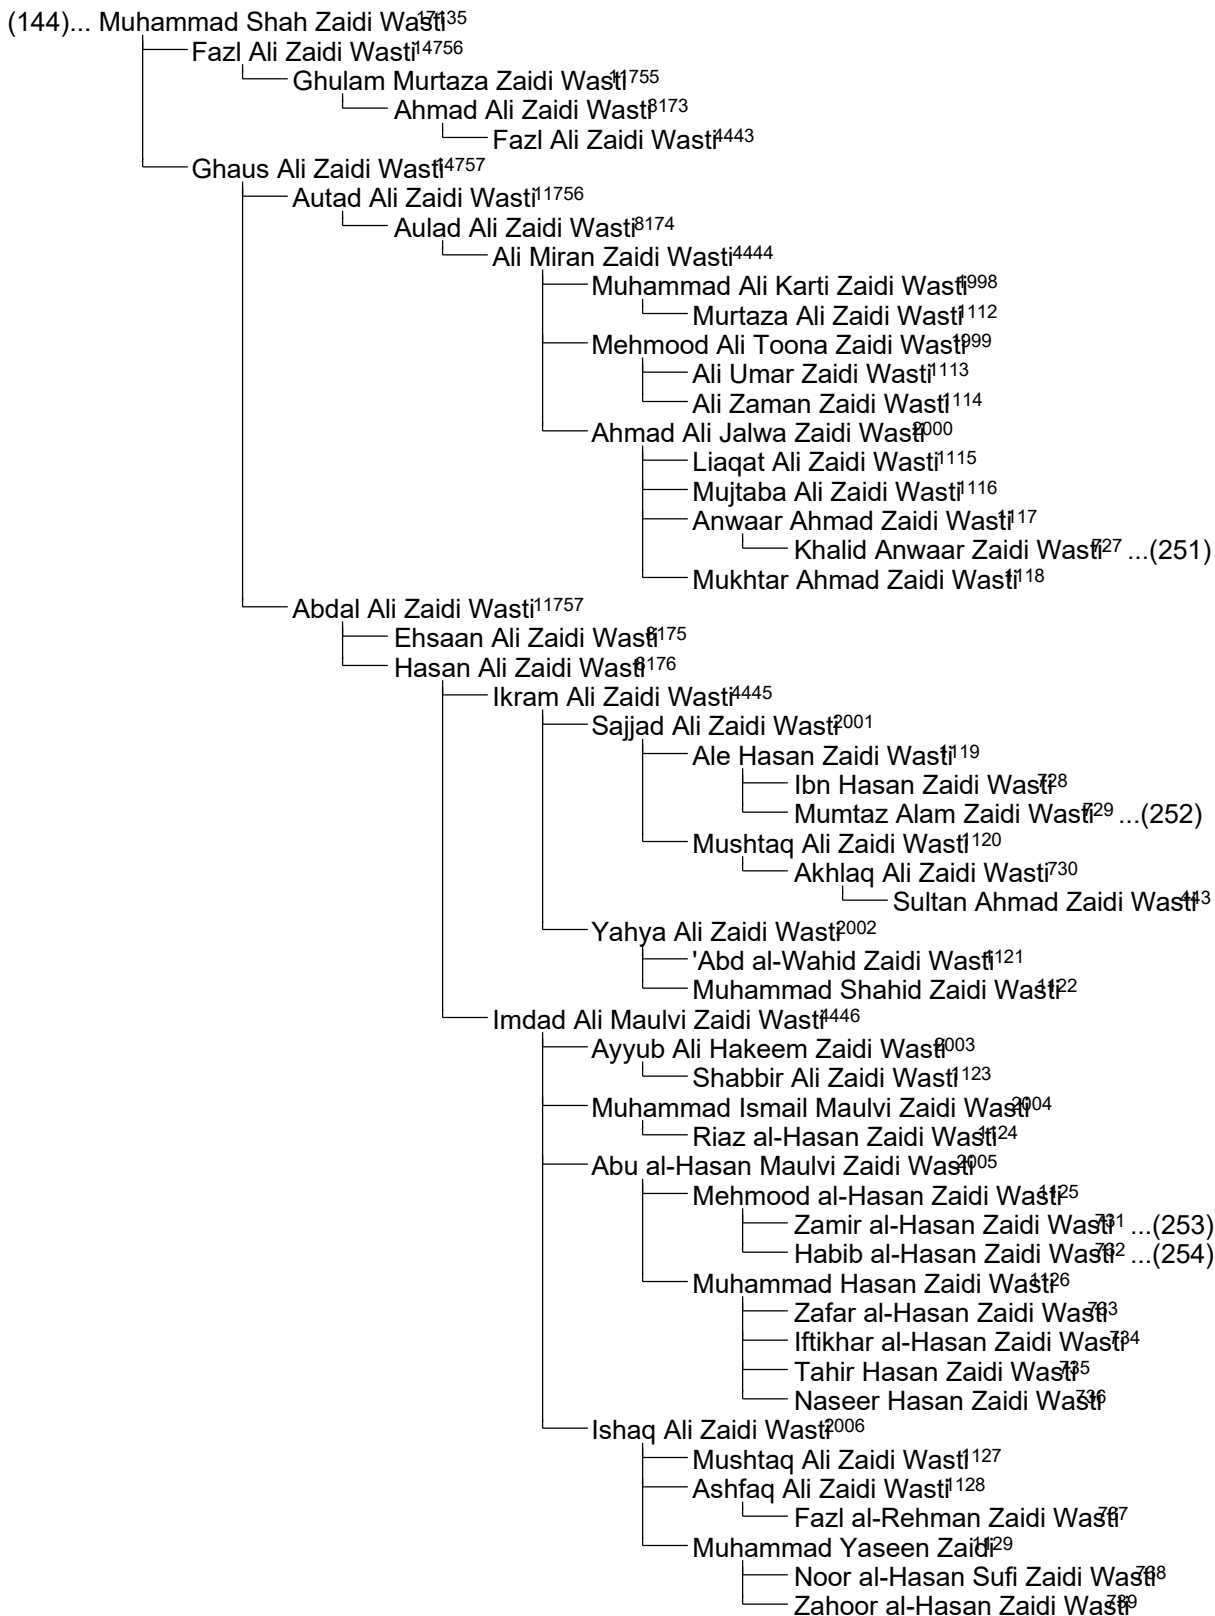 (144)... Muhammad Shah Zaidi Wasti17135
Fazl Ali Zaidi Wasti14756
Ghulam Murtaza Zaidi Wasti11755
Ahmad Ali Zaidi Wasti8173
Fazl Ali Zaidi Wasti4443
Ghaus Ali Zaidi Wasti14757
Autad Ali Zaidi Wasti11756
Aulad Ali Zaidi Wasti8174
Ali Miran Zaidi Wasti4444
Muhammad Ali Karti Zaidi Wasti1998
Murtaza Ali Zaidi Wasti1112
Mehmood Ali Toona Zaidi Wasti1999
Ali Umar Zaidi Wasti1113
Ali Zaman Zaidi Wasti1114
Ahmad Ali Jalwa Zaidi Wasti2000
Liaqat Ali Zaidi Wasti1115
Mujtaba Ali Zaidi Wasti1116
Anwaar Ahmad Zaidi Wasti1117
Khalid Anwaar Zaidi Wasti727 ...(251)
Mukhtar Ahmad Zaidi Wasti1118
Abdal Ali Zaidi Wasti11757
Ehsaan Ali Zaidi Wasti8175
Hasan Ali Zaidi Wasti8176
Ikram Ali Zaidi Wasti4445
Sajjad Ali Zaidi Wasti2001
Ale Hasan Zaidi Wasti1119
Ibn Hasan Zaidi Wasti728
Mumtaz Alam Zaidi Wasti729 ...(252)
Mushtaq Ali Zaidi Wasti1120
Akhlaq Ali Zaidi Wasti730
Sultan Ahmad Zaidi Wasti443
Yahya Ali Zaidi Wasti2002
'Abd al-Wahid Zaidi Wasti1121
Muhammad Shahid Zaidi Wasti1122
Imdad Ali Maulvi Zaidi Wasti4446
Ayyub Ali Hakeem Zaidi Wasti2003
Shabbir Ali Zaidi Wasti1123
Muhammad Ismail Maulvi Zaidi Wasti2004
Riaz al-Hasan Zaidi Wasti1124
Abu al-Hasan Maulvi Zaidi Wasti2005
Mehmood al-Hasan Zaidi Wasti1125
Zamir al-Hasan Zaidi Wasti731 ...(253)
Habib al-Hasan Zaidi Wasti732 ...(254)
Muhammad Hasan Zaidi Wasti1126
Zafar al-Hasan Zaidi Wasti733
Iftikhar al-Hasan Zaidi Wasti734
Tahir Hasan Zaidi Wasti735
Naseer Hasan Zaidi Wasti736
Ishaq Ali Zaidi Wasti2006
Mushtaq Ali Zaidi Wasti1127
Ashfaq Ali Zaidi Wasti1128
Fazl al-Rehman Zaidi Wasti737
Muhammad Yaseen Zaidi1129
Noor al-Hasan Sufi Zaidi Wasti738
Zahoor al-Hasan Zaidi Wasti739